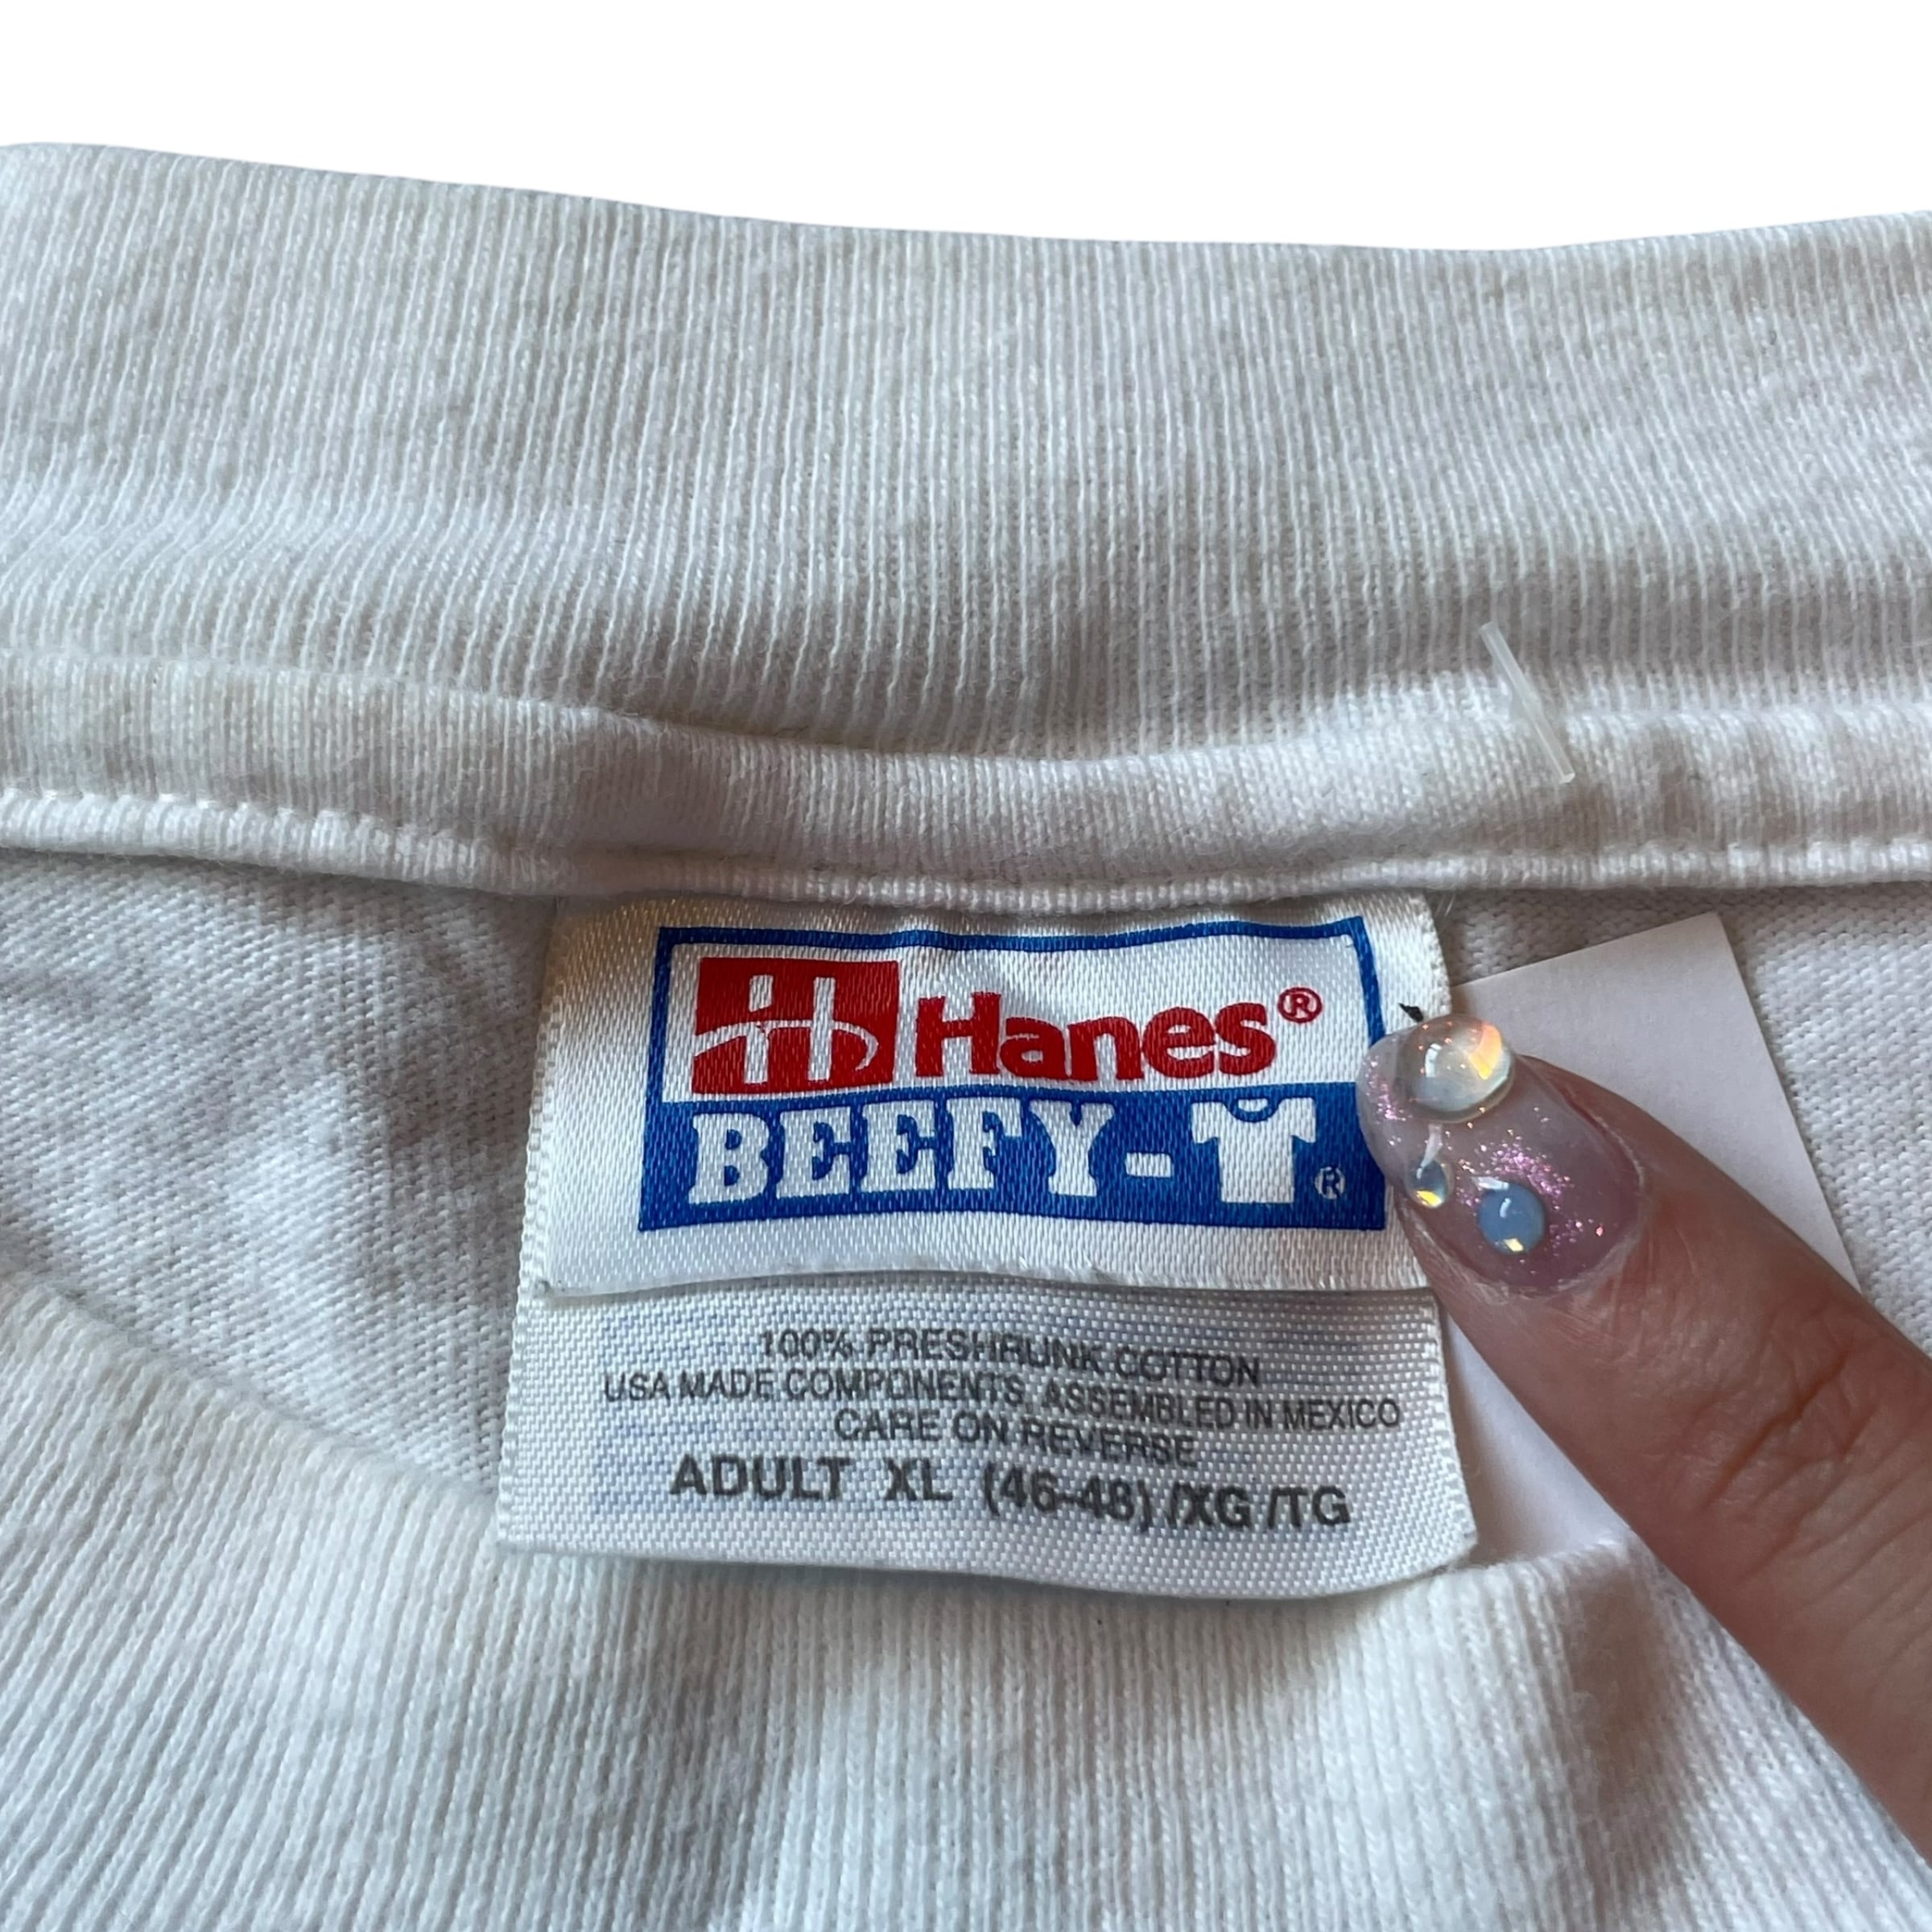 Hanes®
BEEFY-T®
100% PRESHRUNK COTTON
USA MADE COMPONENTS, ASSEMBLED IN MEXICO
CARE ON REVERSE
ADULT XL (46-48) /XG /TG